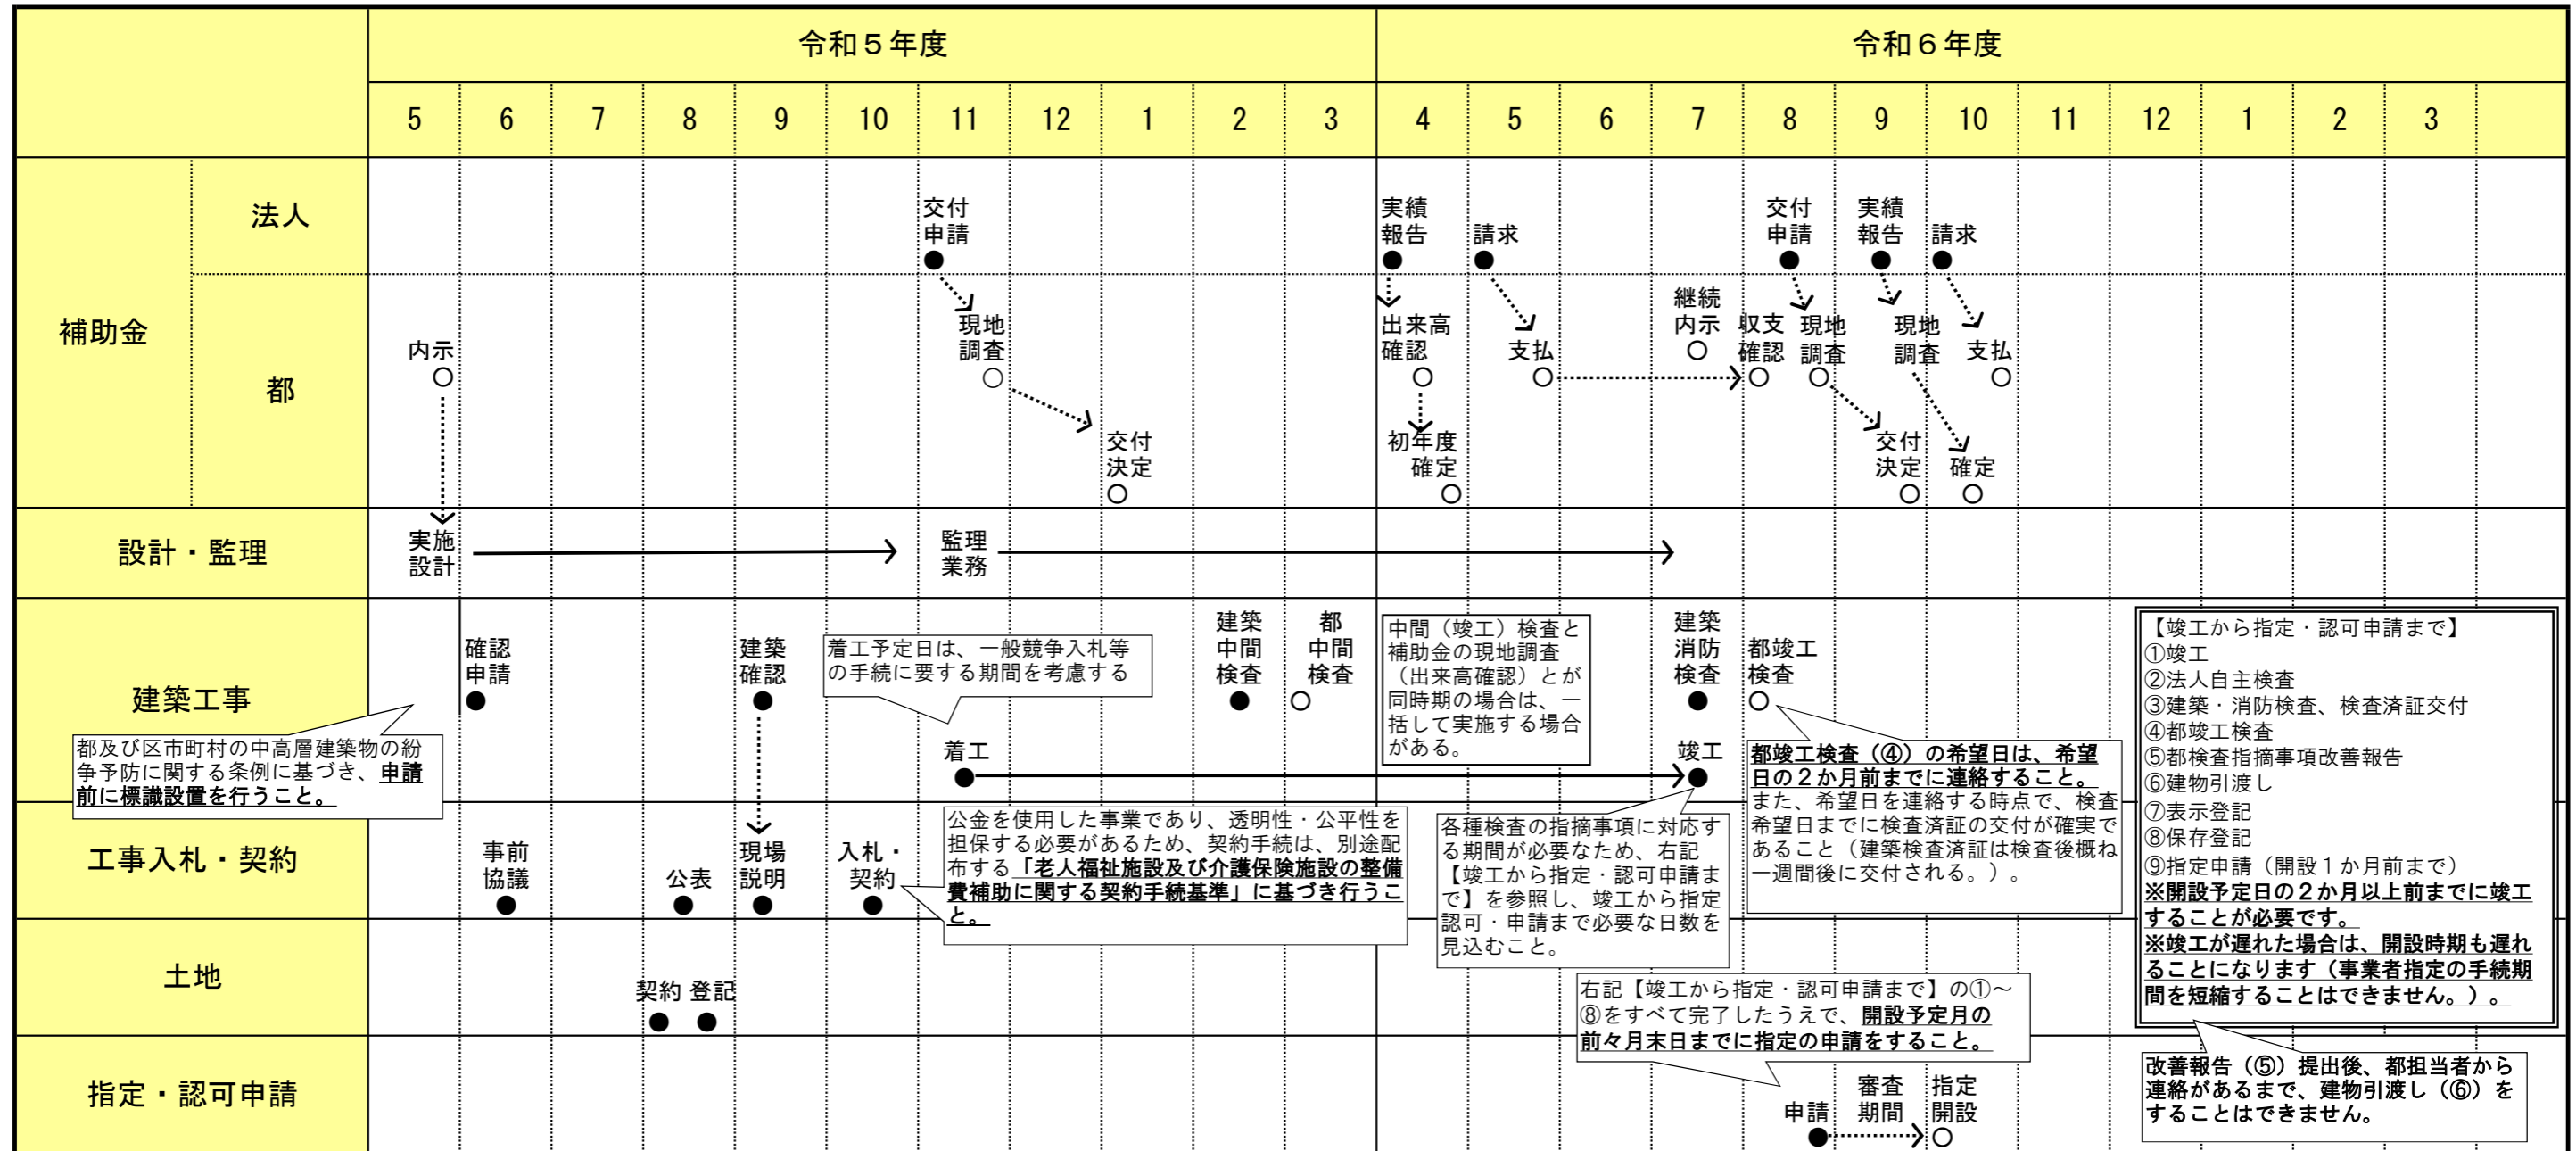 令和５年度
令和６年度
5 6 7 8 9 10 11 12 1 2 3 4 5 6 7 8 9 10 11 12 1 2 3
補助金
法人
交付
申請
実績
報告
請求
交付
申請
実績
報告
請求
都
内示
現地
調査
交付
決定
出来高
確認
初年度
確定
支払
継続
内示
収支
確認
現地
調査
交付
決定
現地
調査
確定
支払
設計・監理
実施
設計
監理
業務
建築工事
確認
申請
建築
確認
着工予定日は、一般競争入札等
の手続に要する期間を考慮する
着工
建築
中間
検査
都
中間
検査
中間（竣工）検査と
補助金の現地調査
（出来高確認）とが
同時期の場合は、一
括して実施する場合
がある。
建築
消防
検査
竣工
都竣工
検査
都及び区市町村の中高層建築物の紛
争予防に関する条例に基づき、申請
前に標識設置を行うこと。
都竣工検査（④）の希望日は、希望
日の２か月前までに連絡すること。
また、希望日を連絡する時点で、検査
希望日までに検査済証の交付が確実で
あること（建築検査済証は検査後概ね
一週間後に交付される。）。
【竣工から指定・認可申請まで】
①竣工
②法人自主検査
③建築・消防検査、検査済証交付
④都竣工検査
⑤都検査指摘事項改善報告
⑥建物引渡し
⑦表示登記
⑧保存登記
⑨指定申請（開設１か月前まで）
※開設予定日の２か月以上前までに竣工
することが必要です。
※竣工が遅れた場合は、開設時期も遅れ
ることになります（事業者指定の手続期
間を短縮することはできません。）。
工事入札・契約
事前
協議
公表
現場
説明
入札・
契約
公金を使用した事業であり、透明性・公平性を
担保する必要があるため、契約手続は、別途配
布する「老人福祉施設及び介護保険施設の整備
費補助に関する契約手続基準」に基づき行うこ
と。
各種検査の指摘事項に対応す
る期間が必要なため、右記
【竣工から指定・認可申請ま
で】を参照し、竣工から指定
認可・申請まで必要な日数を
見込むこと。
土地
契約 登記
右記【竣工から指定・認可申請まで】の①～
⑧をすべて完了したうえで、開設予定月の
前々月末日までに指定の申請をすること。
改善報告（⑤）提出後、都担当者から
連絡があるまで、建物引渡し（⑥）を
することはできません。
指定・認可申請
申請
審査
期間
指定
開設